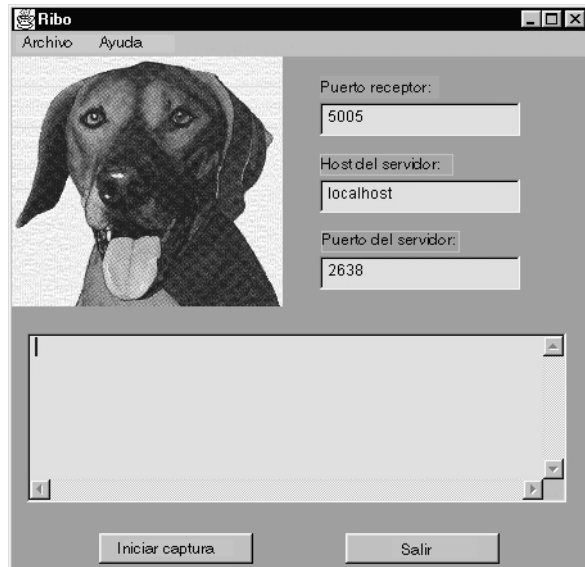 Ribo
Archivo Ayuda
Puerto receptor:
5005
Host del servidor:
localhost
Puerto del servidor:
2638
Iniciar captura
Salir